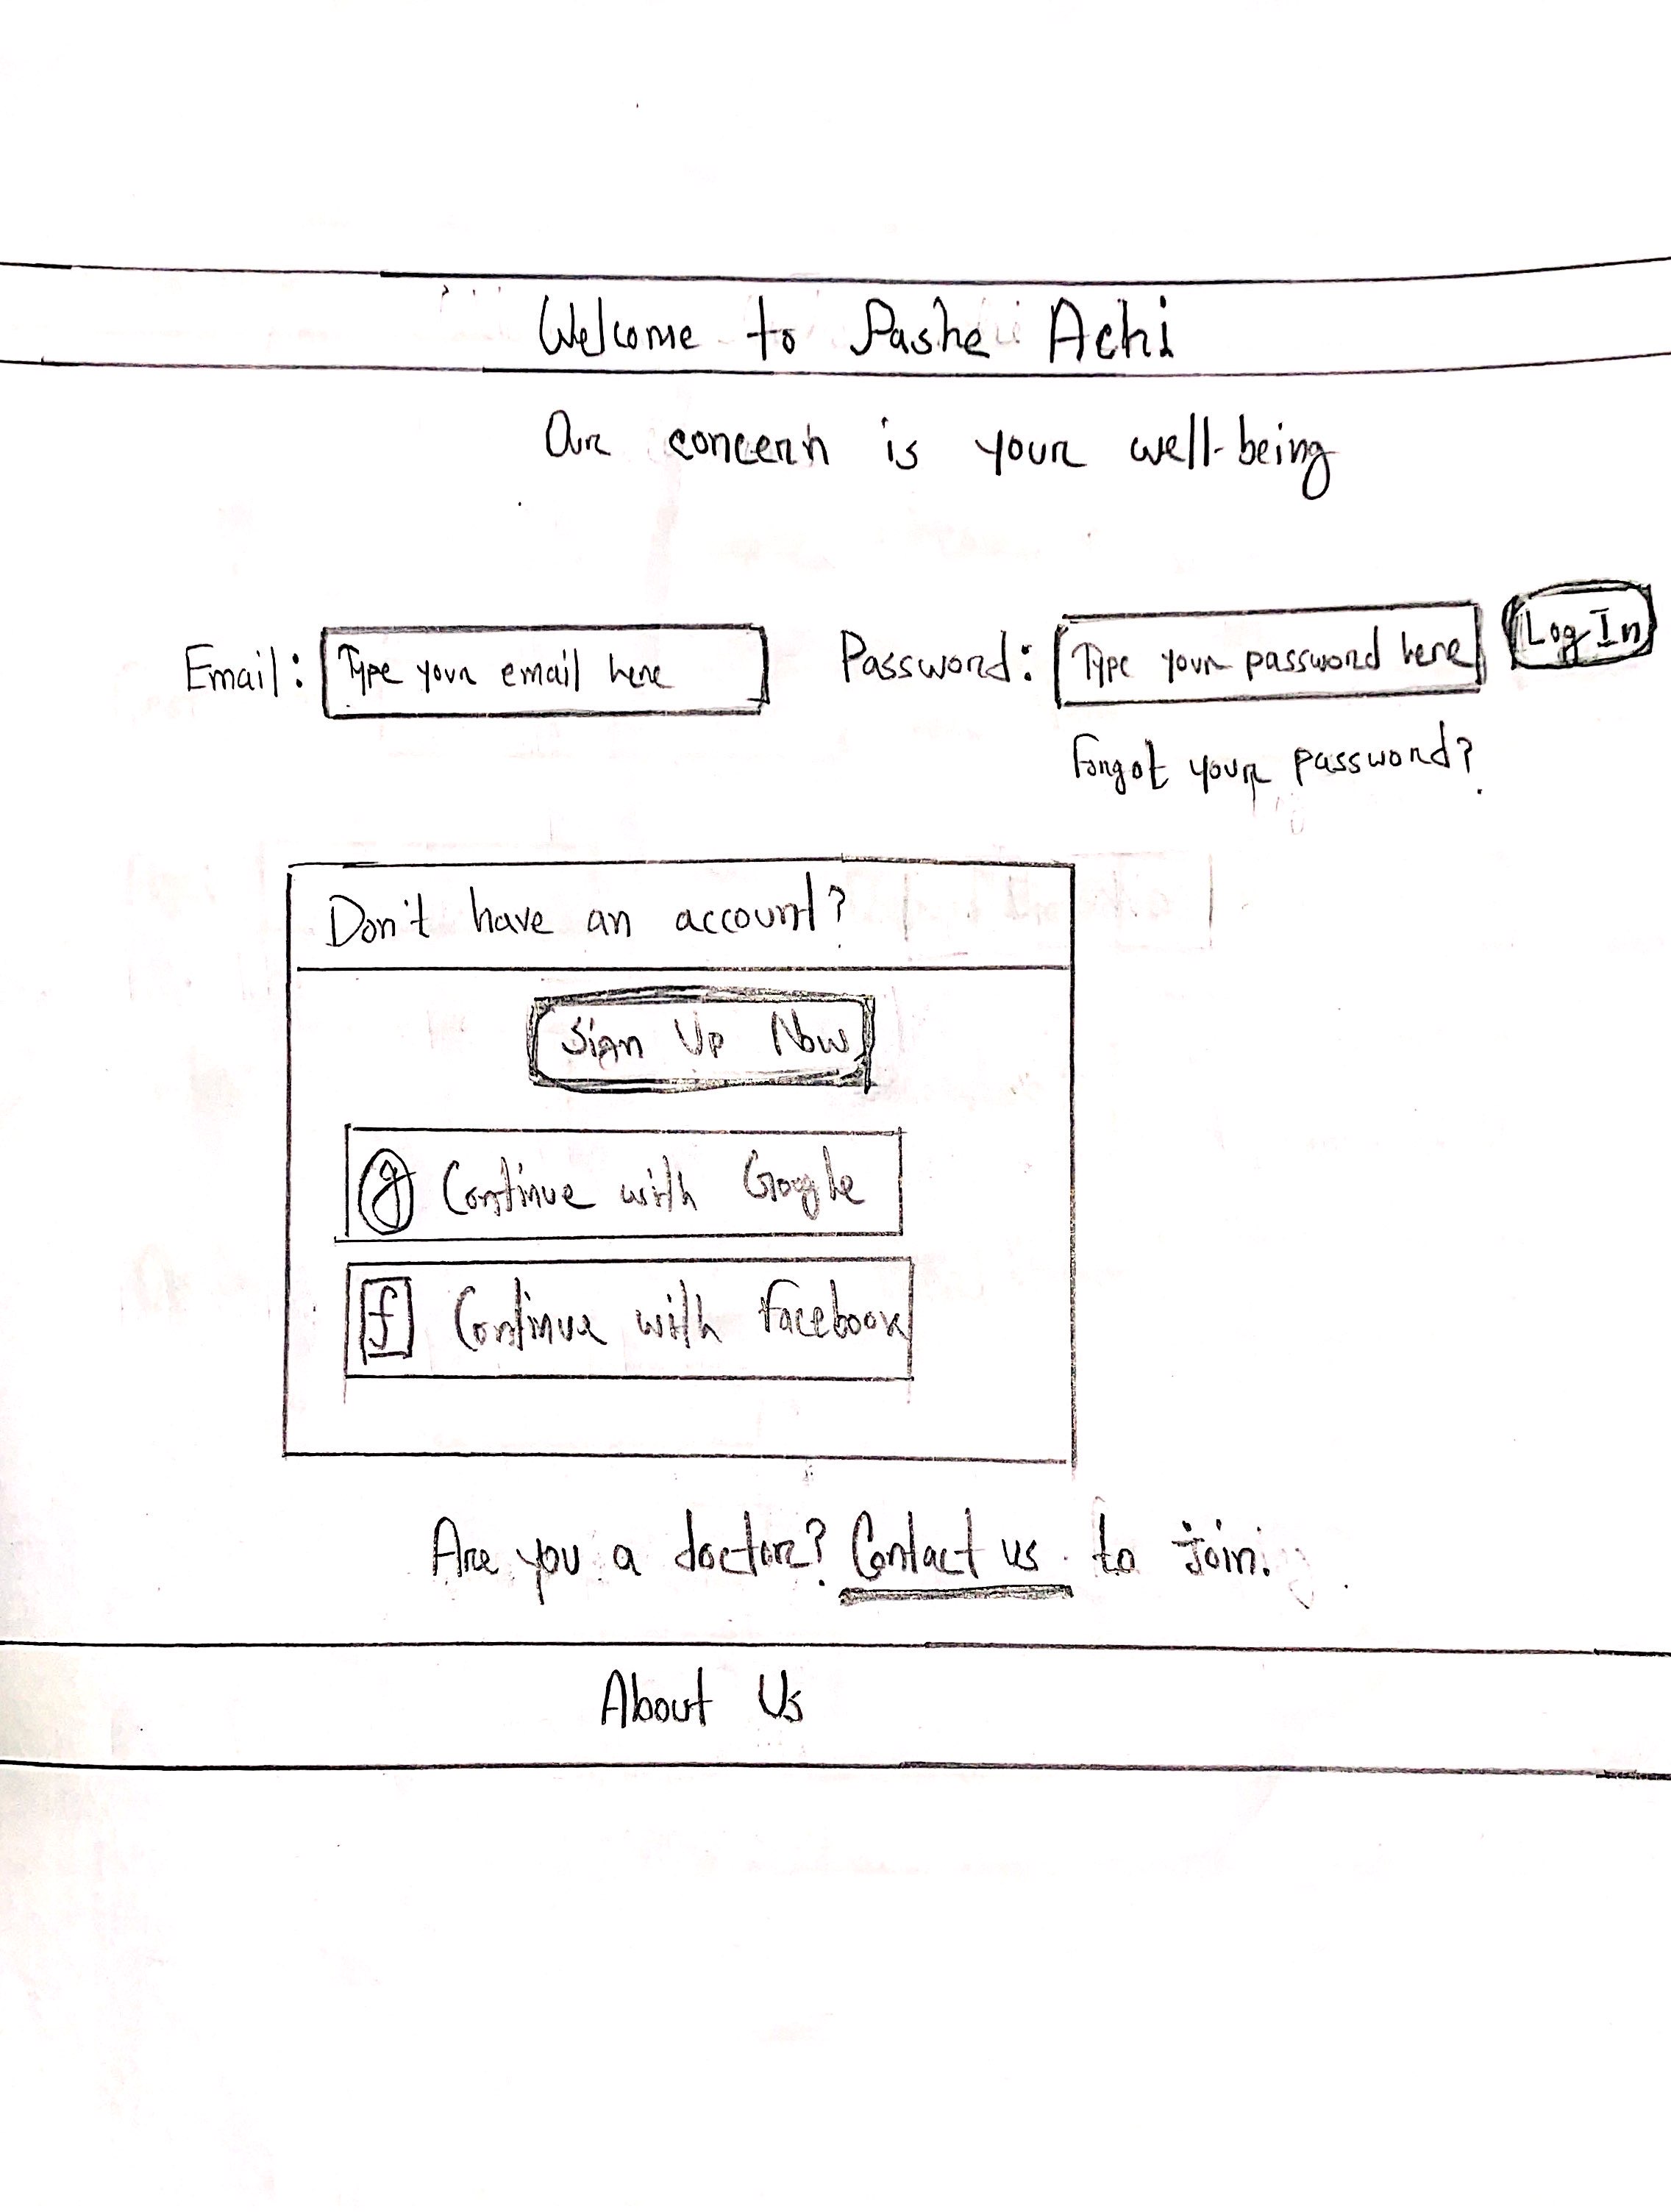 Welcome to Pashe Achi
Our concern is your well-being
Email: Type your email here Password: Type your password here Log In
Forgot your password?
Don't have an account?
Sign Up Now
g Continue with Google
f Continue with Facebook
Are you a doctor? Contact us to join.
About Us